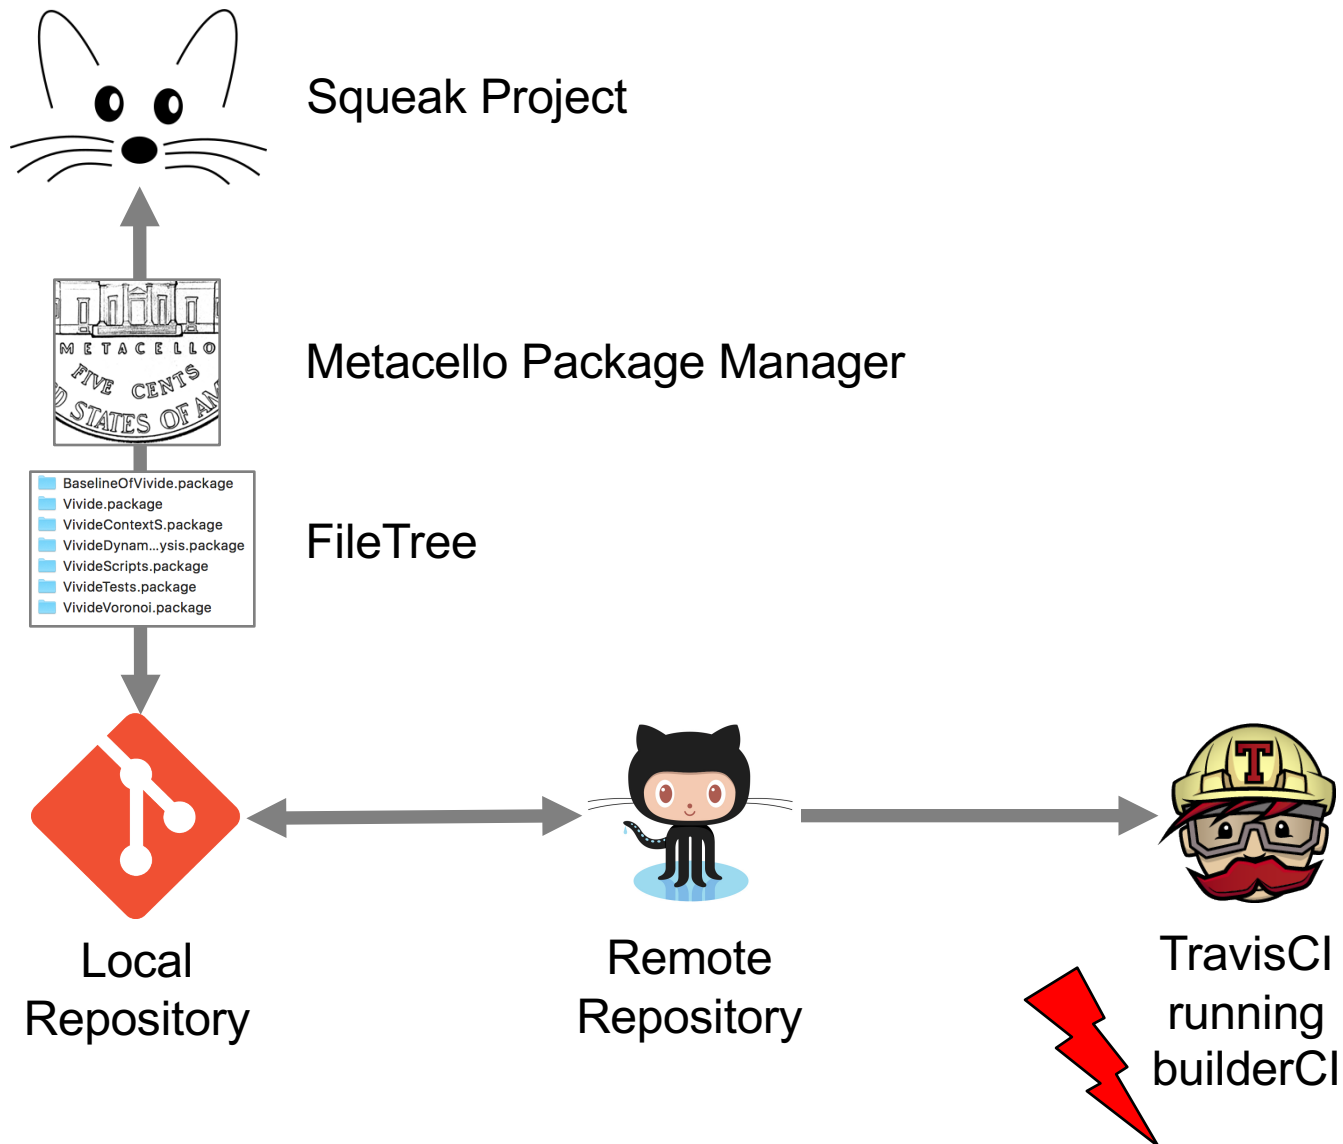 Squeak Project
METACELLO
FIVE CENTS
STATES OF
Metacello Package Manager
BaselineOfVivide.package
Vivide.package
VivideContextS.package
VivideDynam...ysis.package
VivideScripts.package
VivideTests.package
VivideVoronoi.package
FileTree
T
Local
Repository
Remote
Repository
TravisCI
running
builderCI